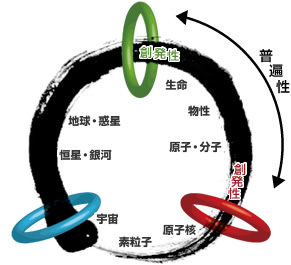 創発性
普遍性
生命
物性
地球・惑星
原子・分子
恒星・銀河
創発性
宇宙
原子核
素粒子